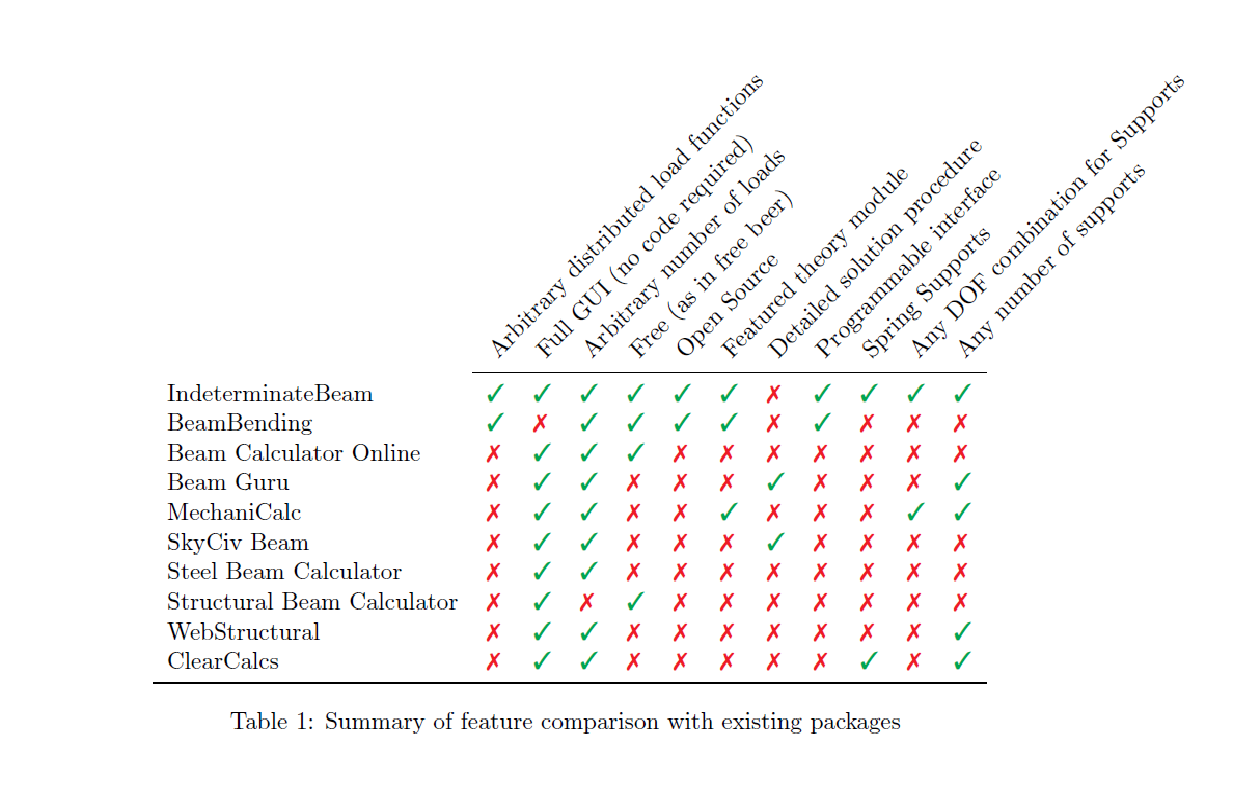 Arbitrary distributed load functions
Full GUI (no code required)
Arbitrary number of loads
Free (as in free beer)
Open Source
Featured theory module
Detailed solution procedure
Programmable interface
Spring Supports
Any DOF combination for Supports
Any number of supports
IndeterminateBeam ✓ ✓ ✓ ✓ ✓ ✓ ✗ ✓ ✓ ✓ ✓
BeamBending ✓ ✗ ✓ ✓ ✓ ✓ ✗ ✓ ✗ ✗ ✗
Beam Calculator Online ✗ ✓ ✓ ✓ ✗ ✗ ✗ ✗ ✗ ✗ ✗
Beam Guru ✗ ✓ ✓ ✗ ✗ ✗ ✓ ✗ ✗ ✗ ✓
MechaniCalc ✗ ✓ ✓ ✗ ✗ ✓ ✗ ✗ ✗ ✓ ✓
SkyCiv Beam ✗ ✓ ✓ ✗ ✗ ✗ ✓ ✗ ✗ ✗ ✗
Steel Beam Calculator ✗ ✓ ✓ ✗ ✗ ✗ ✗ ✗ ✗ ✗ ✗
Structural Beam Calculator ✗ ✓ ✗ ✓ ✗ ✗ ✗ ✗ ✗ ✗ ✗
WebStructural ✗ ✓ ✓ ✗ ✗ ✗ ✗ ✗ ✗ ✗ ✓
ClearCalcs ✗ ✓ ✓ ✗ ✗ ✗ ✗ ✗ ✓ ✗ ✓
Table 1: Summary of feature comparison with existing packages